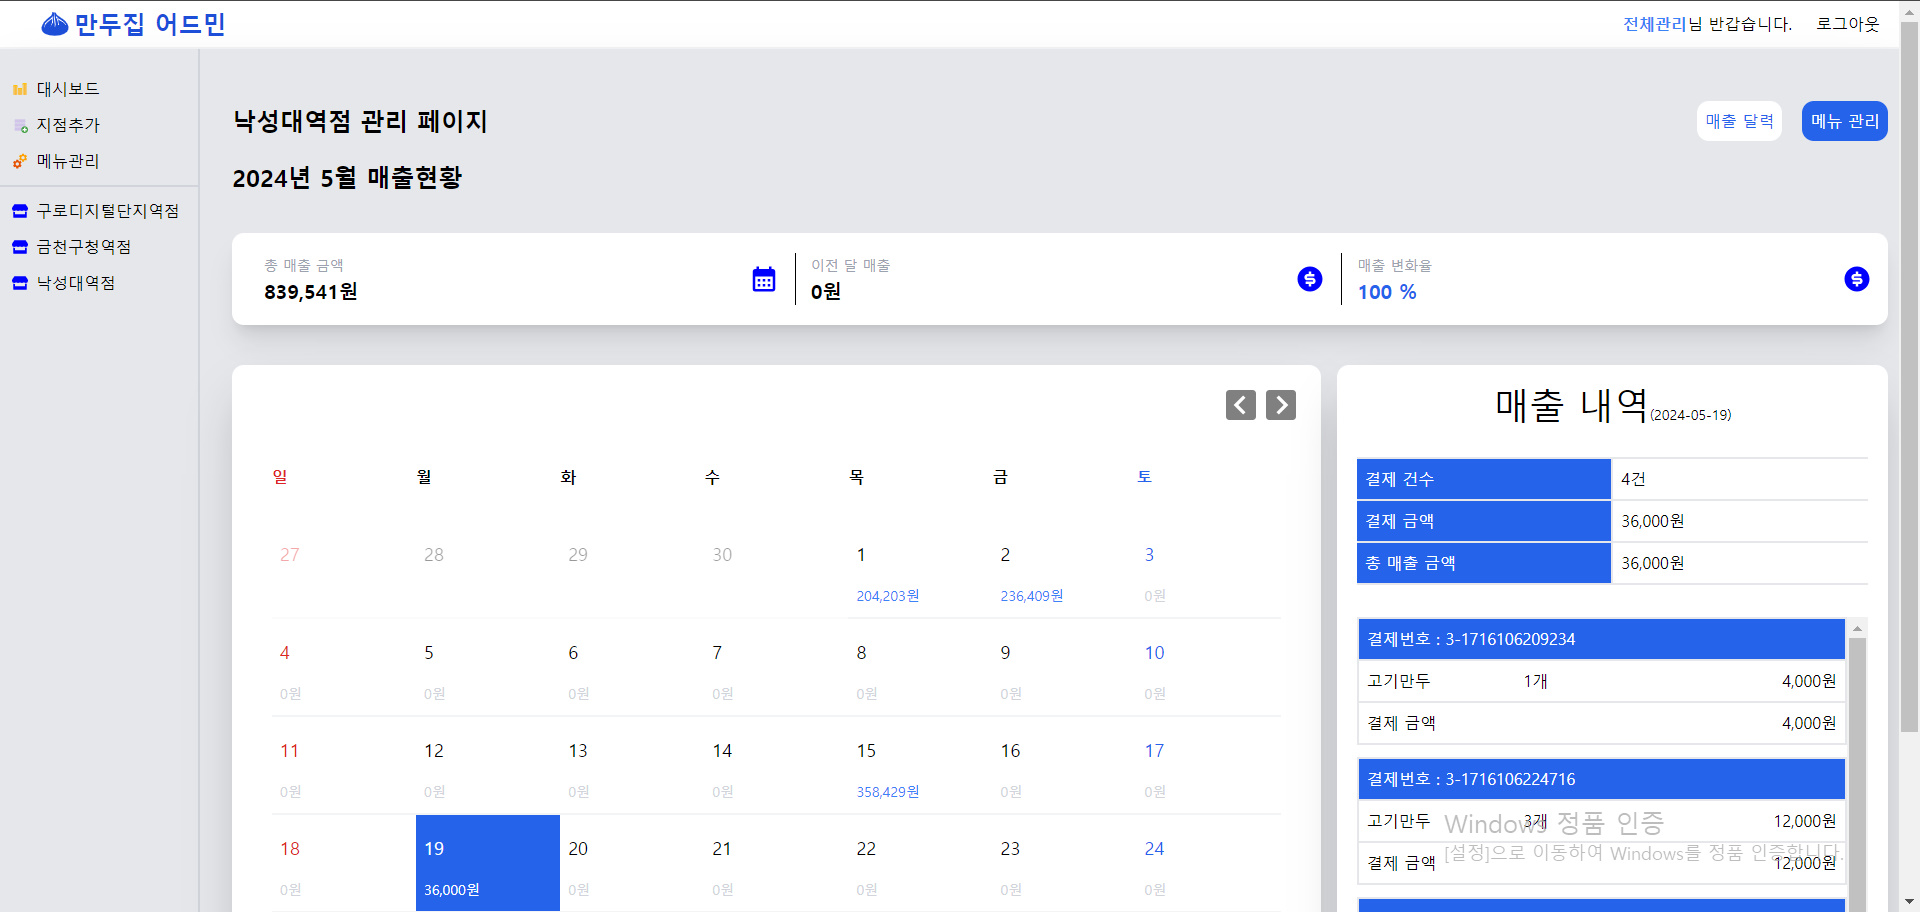 만두집 어드민
전체관리님 반갑습니다. 로그아웃
대시보드
지점추가
메뉴관리
구로디지털단지역점
금천구청역점
낙성대역점
낙성대역점 관리 페이지
매출 달력 메뉴 관리
2024년 5월 매출현황
총 매출 금액
839,541원
이전 달 매출
0원
매출 변화율
100 %
일 월 화 수 목 금 토
27 28 29 30 1 2 3
204,203원 236,409원 0원
4 5 6 7 8 9 10
0원 0원 0원 0원 0원 0원 0원
11 12 13 14 15 16 17
0원 0원 0원 0원 358,429원 0원 0원
18 19 20 21 22 23 24
0원 36,000원 0원 0원 0원 0원 0원
매출 내역(2024-05-19)
결제 건수 4건
결제 금액 36,000원
총 매출 금액 36,000원
결제번호 : 3-1716106209234
고기만두 1개 4,000원
결제 금액 4,000원
결제번호 : 3-1716106224716
고기만두 3개 12,000원
결제 금액 12,000원
Windows 정품 인증
[설정]으로 이동하여 Windows를 정품 인증합니다.